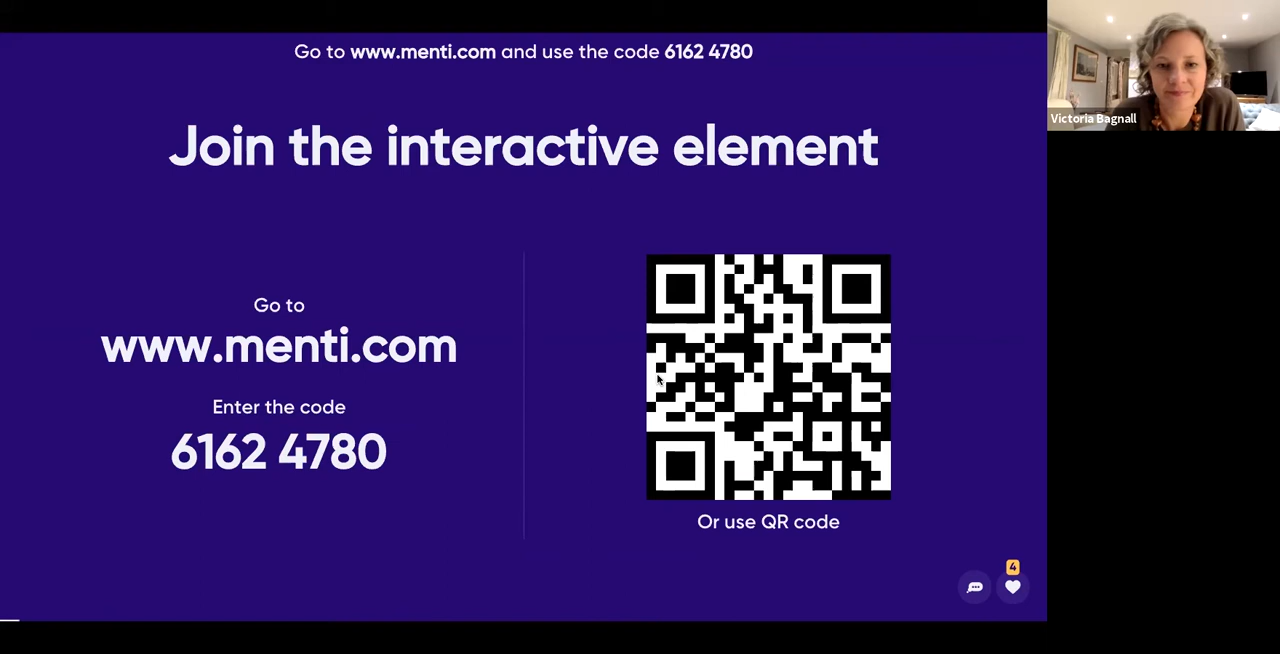 Go to www.menti.com and use the code 6162 4780
Victoria Bagnall
Join the interactive element
Go to
www.menti.com
Enter the code
6162 4780
Or use QR code
4